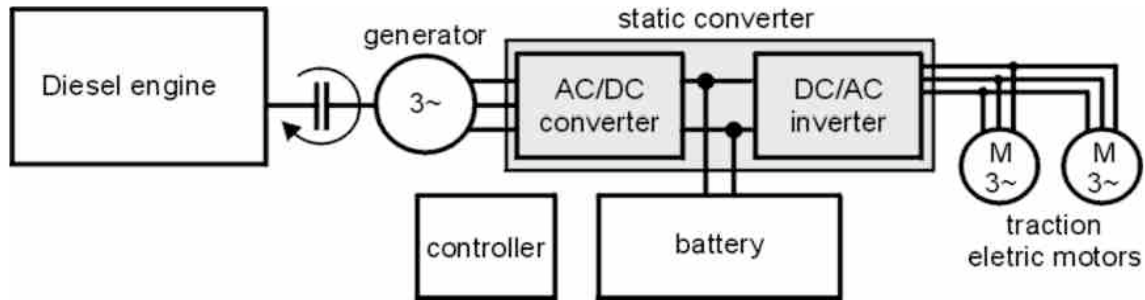 static converter
generator
Diesel engine
3~
AC/DC
converter
DC/AC
inverter
M
3~
M
3~
controller
battery
traction
eletric motors